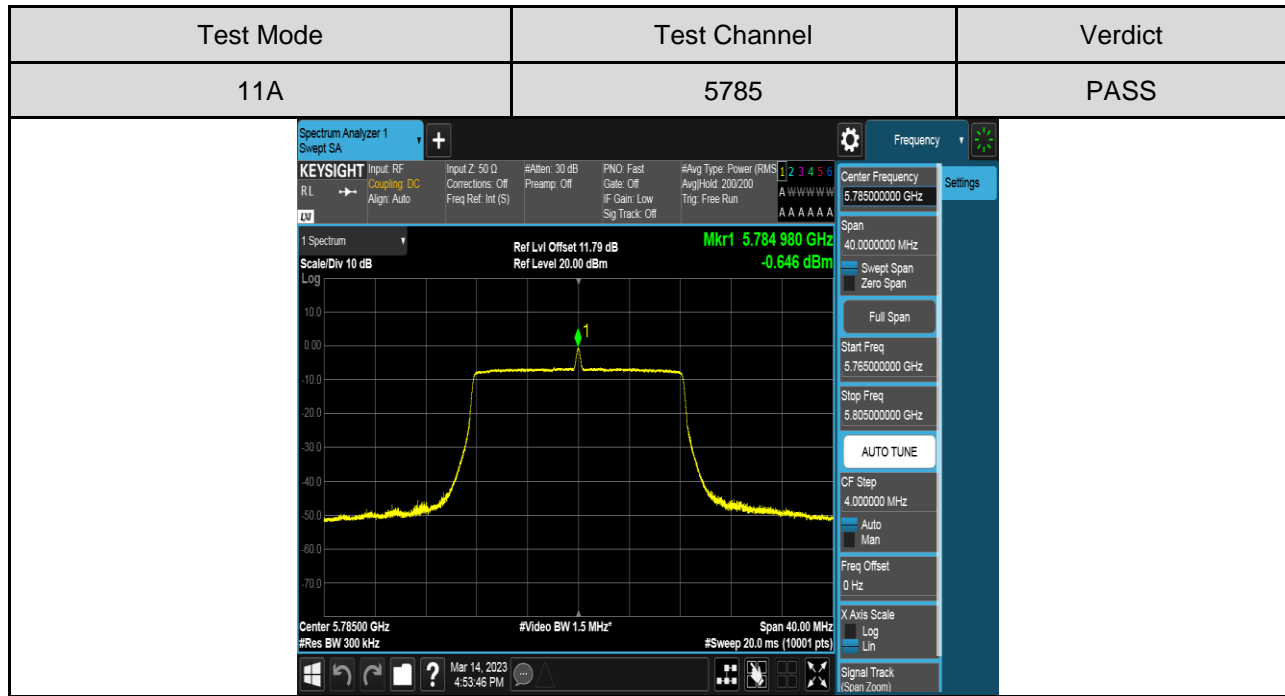 Test Mode Test Channel Verdict
11A 5785 PASS
Spectrum Analyzer 1
Swept SA
+
Frequency
KEYSIGHT Input: RF Input Z: 50 Ω #Atten: 30 dB PNO: Fast #Avg Type: Power (RMS 1 2 3 4 5 6
RL Coupling: DC Corrections: Off Preamp: Off Gate: Off Avg|Hold: 200/200 A W W W W W
Align: Auto Freq Ref: Int (S) IF Gain: Low Trig: Free Run
LXI Sig Track: Off A A A A A A
1 Spectrum
Ref Lvl Offset 11.79 dB Mkr1 5.784 980 GHz
Scale/Div 10 dB Ref Level 20.00 dBm -0.646 dBm
Log
10.0
1
0.00
-10.0
-20.0
-30.0
-40.0
-50.0
-60.0
-70.0
Center 5.78500 GHz #Video BW 1.5 MHz* Span 40.00 MHz
#Res BW 300 kHz #Sweep 20.0 ms (10001 pts)
? Mar 14, 2023
4:53:46 PM
Center Frequency
5.785000000 GHz
Settings
Span
40.0000000 MHz
Swept Span
Zero Span
Full Span
Start Freq
5.765000000 GHz
Stop Freq
5.805000000 GHz
AUTO TUNE
CF Step
4.000000 MHz
Auto
Man
Freq Offset
0 Hz
X Axis Scale
Log
Lin
Signal Track
(Span Zoom)